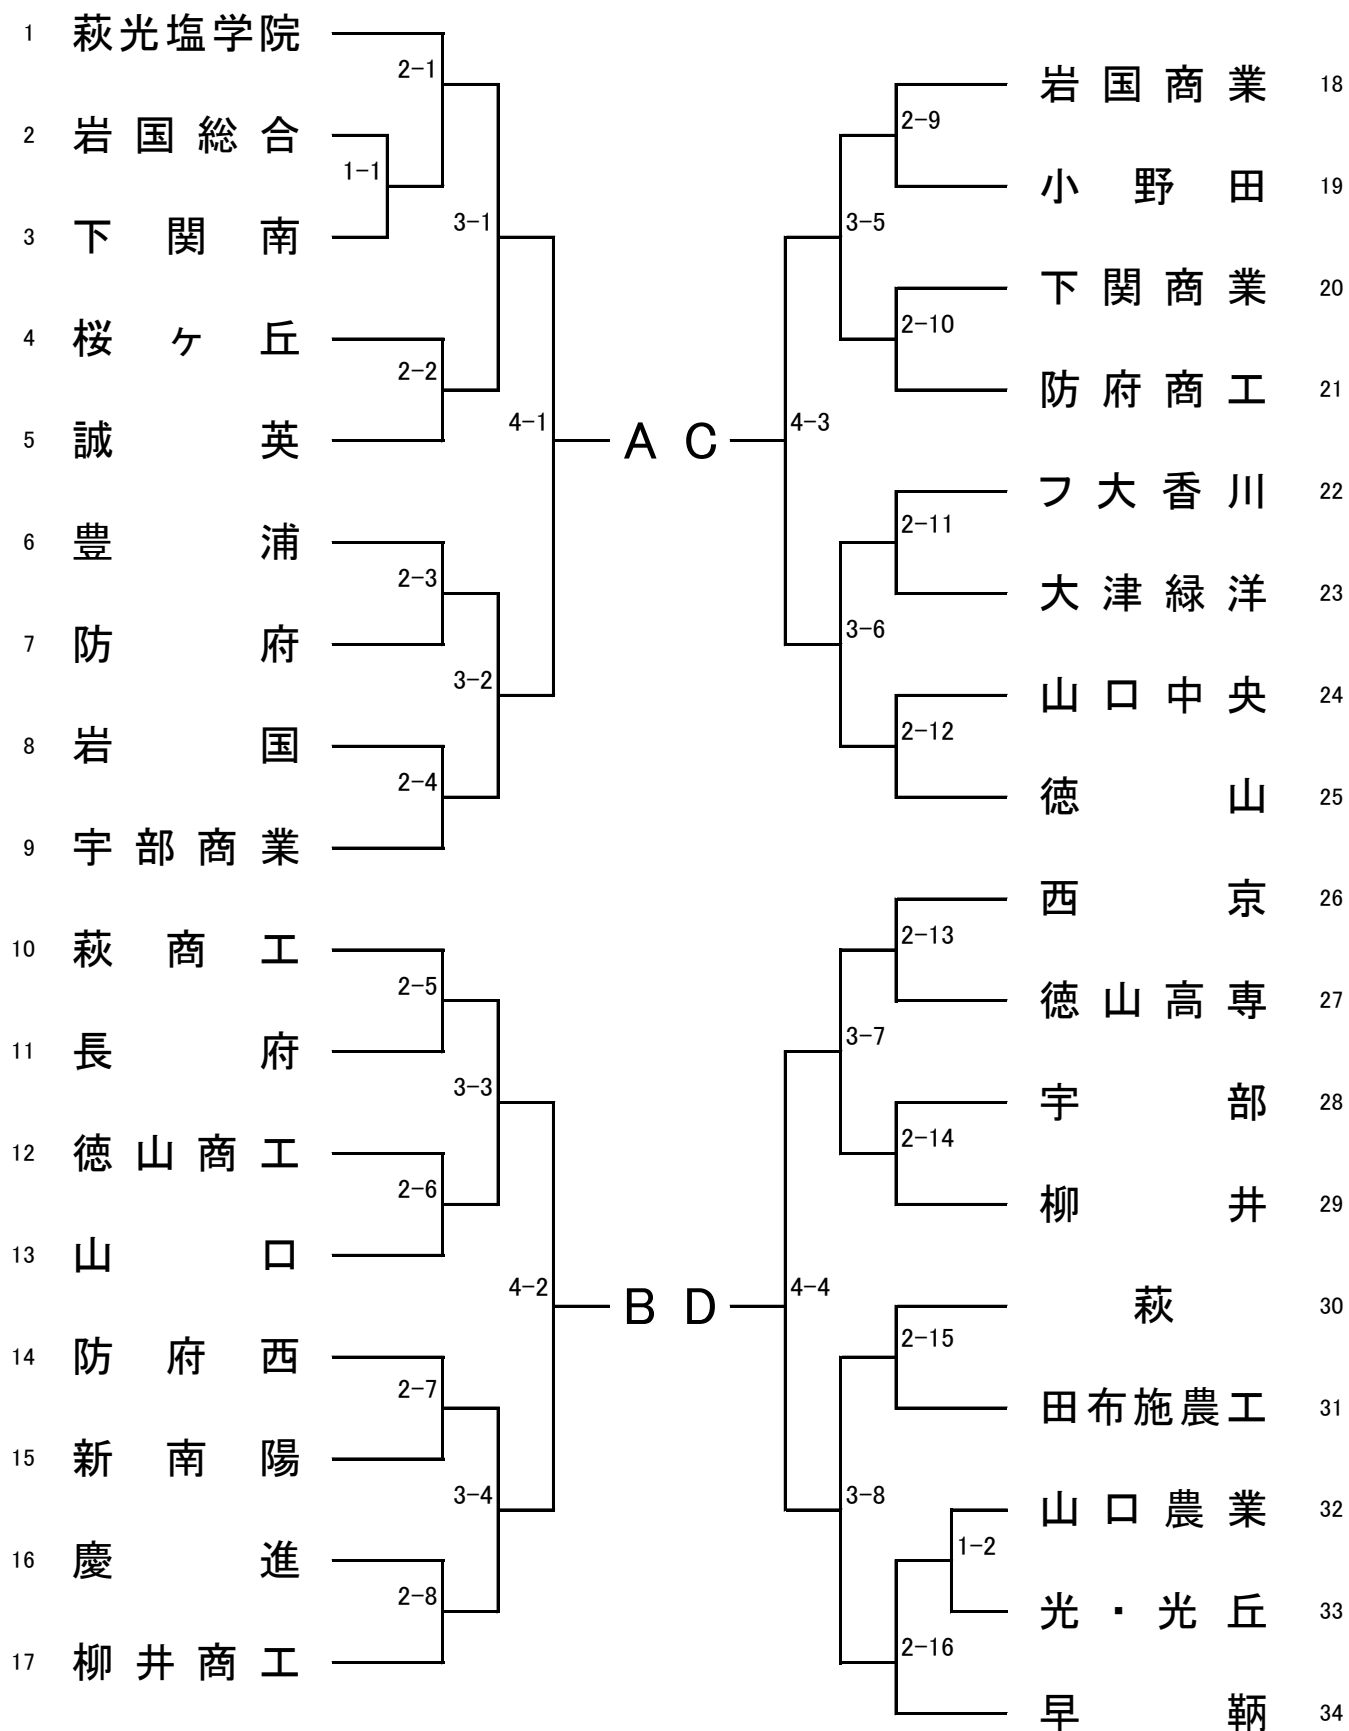 1 萩光塩学院
2-1
2 岩国総合
1-1
3 下関南
3-1
4 桜ヶ丘
2-2
5 誠英
4-1
A
6 豊浦
2-3
7 防府
3-2
8 岩国
2-4
9 宇部商業
10 萩商工
2-5
11 長府
3-3
12 徳山商工
2-6
13 山口
4-2
B
14 防府西
2-7
15 新南陽
3-4
16 慶進
2-8
17 柳井商工
岩国商業 18
2-9
小野田 19
3-5
下関商業 20
2-10
防府商工 21
C
4-3
フ大香川 22
2-11
大津緑洋 23
3-6
山口中央 24
2-12
徳山 25
西京 26
2-13
徳山高専 27
3-7
宇部 28
2-14
柳井 29
D
4-4
萩 30
2-15
田布施農工 31
3-8
山口農業 32
1-2
光・光丘 33
2-16
早鞆 34